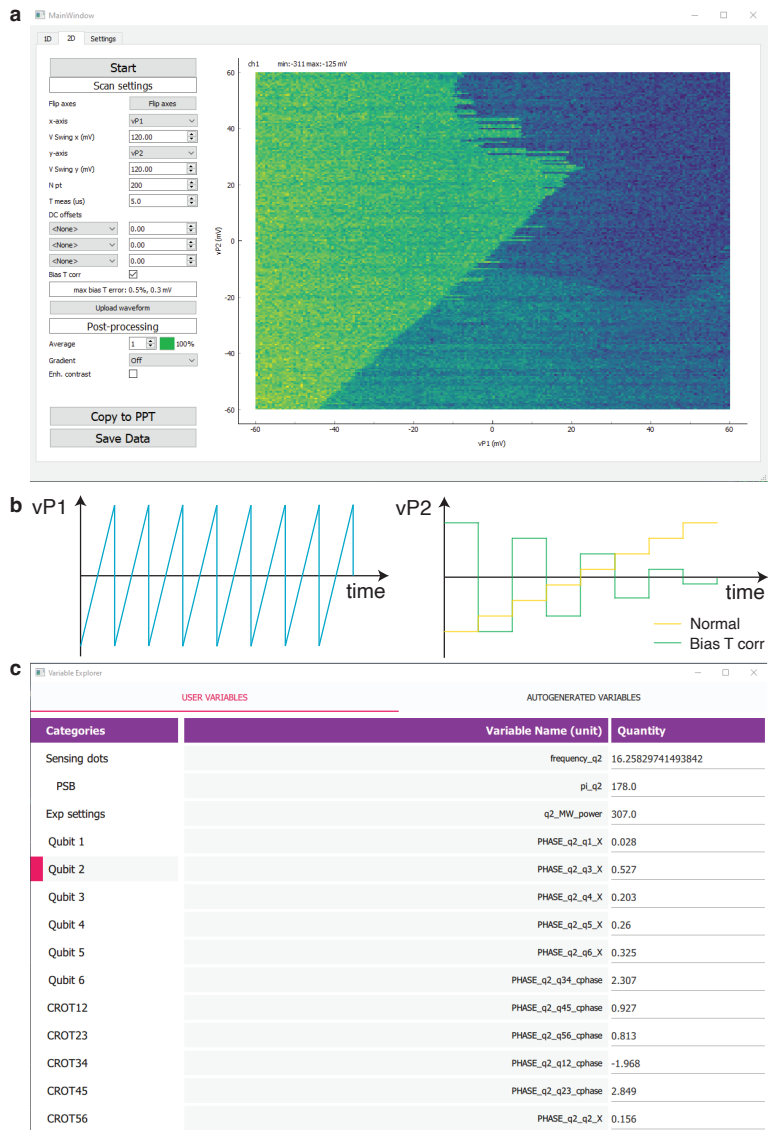 a
MainWindow
1D 2D Settings
Start
Scan settings
Flip axes Flip axes
x-axis vP1
V Swing x (mV) 120.00
y-axis vP2
V Swing y (mV) 120.00
N pt 200
T meas (us) 5.0
DC offsets
<None> 0.00
<None> 0.00
<None> 0.00
Bias T corr
max bias T error: 0.5%, 0.3 mV
Upload waveform
Post-processing
Average 1 100%
Gradient Off
Enh. contrast
Copy to PPT
Save Data
ch1 min:-311 max:-125 mV
60
40
20
0
-20
-40
-60
vP2 (mV)
-60 -40 -20 0 20 40 60
vP1 (mV)
b
vP1
time
vP2
time
Normal
Bias T corr
c
Variable Explorer
USER VARIABLES AUTOGENERATED VARIABLES
Categories Variable Name (unit) Quantity
Sensing dots frequency_q2 16.25829741493842
PSB pi_q2 178.0
Exp settings q2_MW_power 307.0
Qubit 1 PHASE_q2_q1_X 0.028
Qubit 2 PHASE_q2_q3_X 0.527
Qubit 3 PHASE_q2_q4_X 0.203
Qubit 4 PHASE_q2_q5_X 0.26
Qubit 5 PHASE_q2_q6_X 0.325
Qubit 6 PHASE_q2_q34_cphase 2.307
CROT12 PHASE_q2_q45_cphase 0.927
CROT23 PHASE_q2_q56_cphase 0.813
CROT34 PHASE_q2_q12_cphase -1.968
CROT45 PHASE_q2_q23_cphase 2.849
CROT56 PHASE_q2_q2_X 0.156